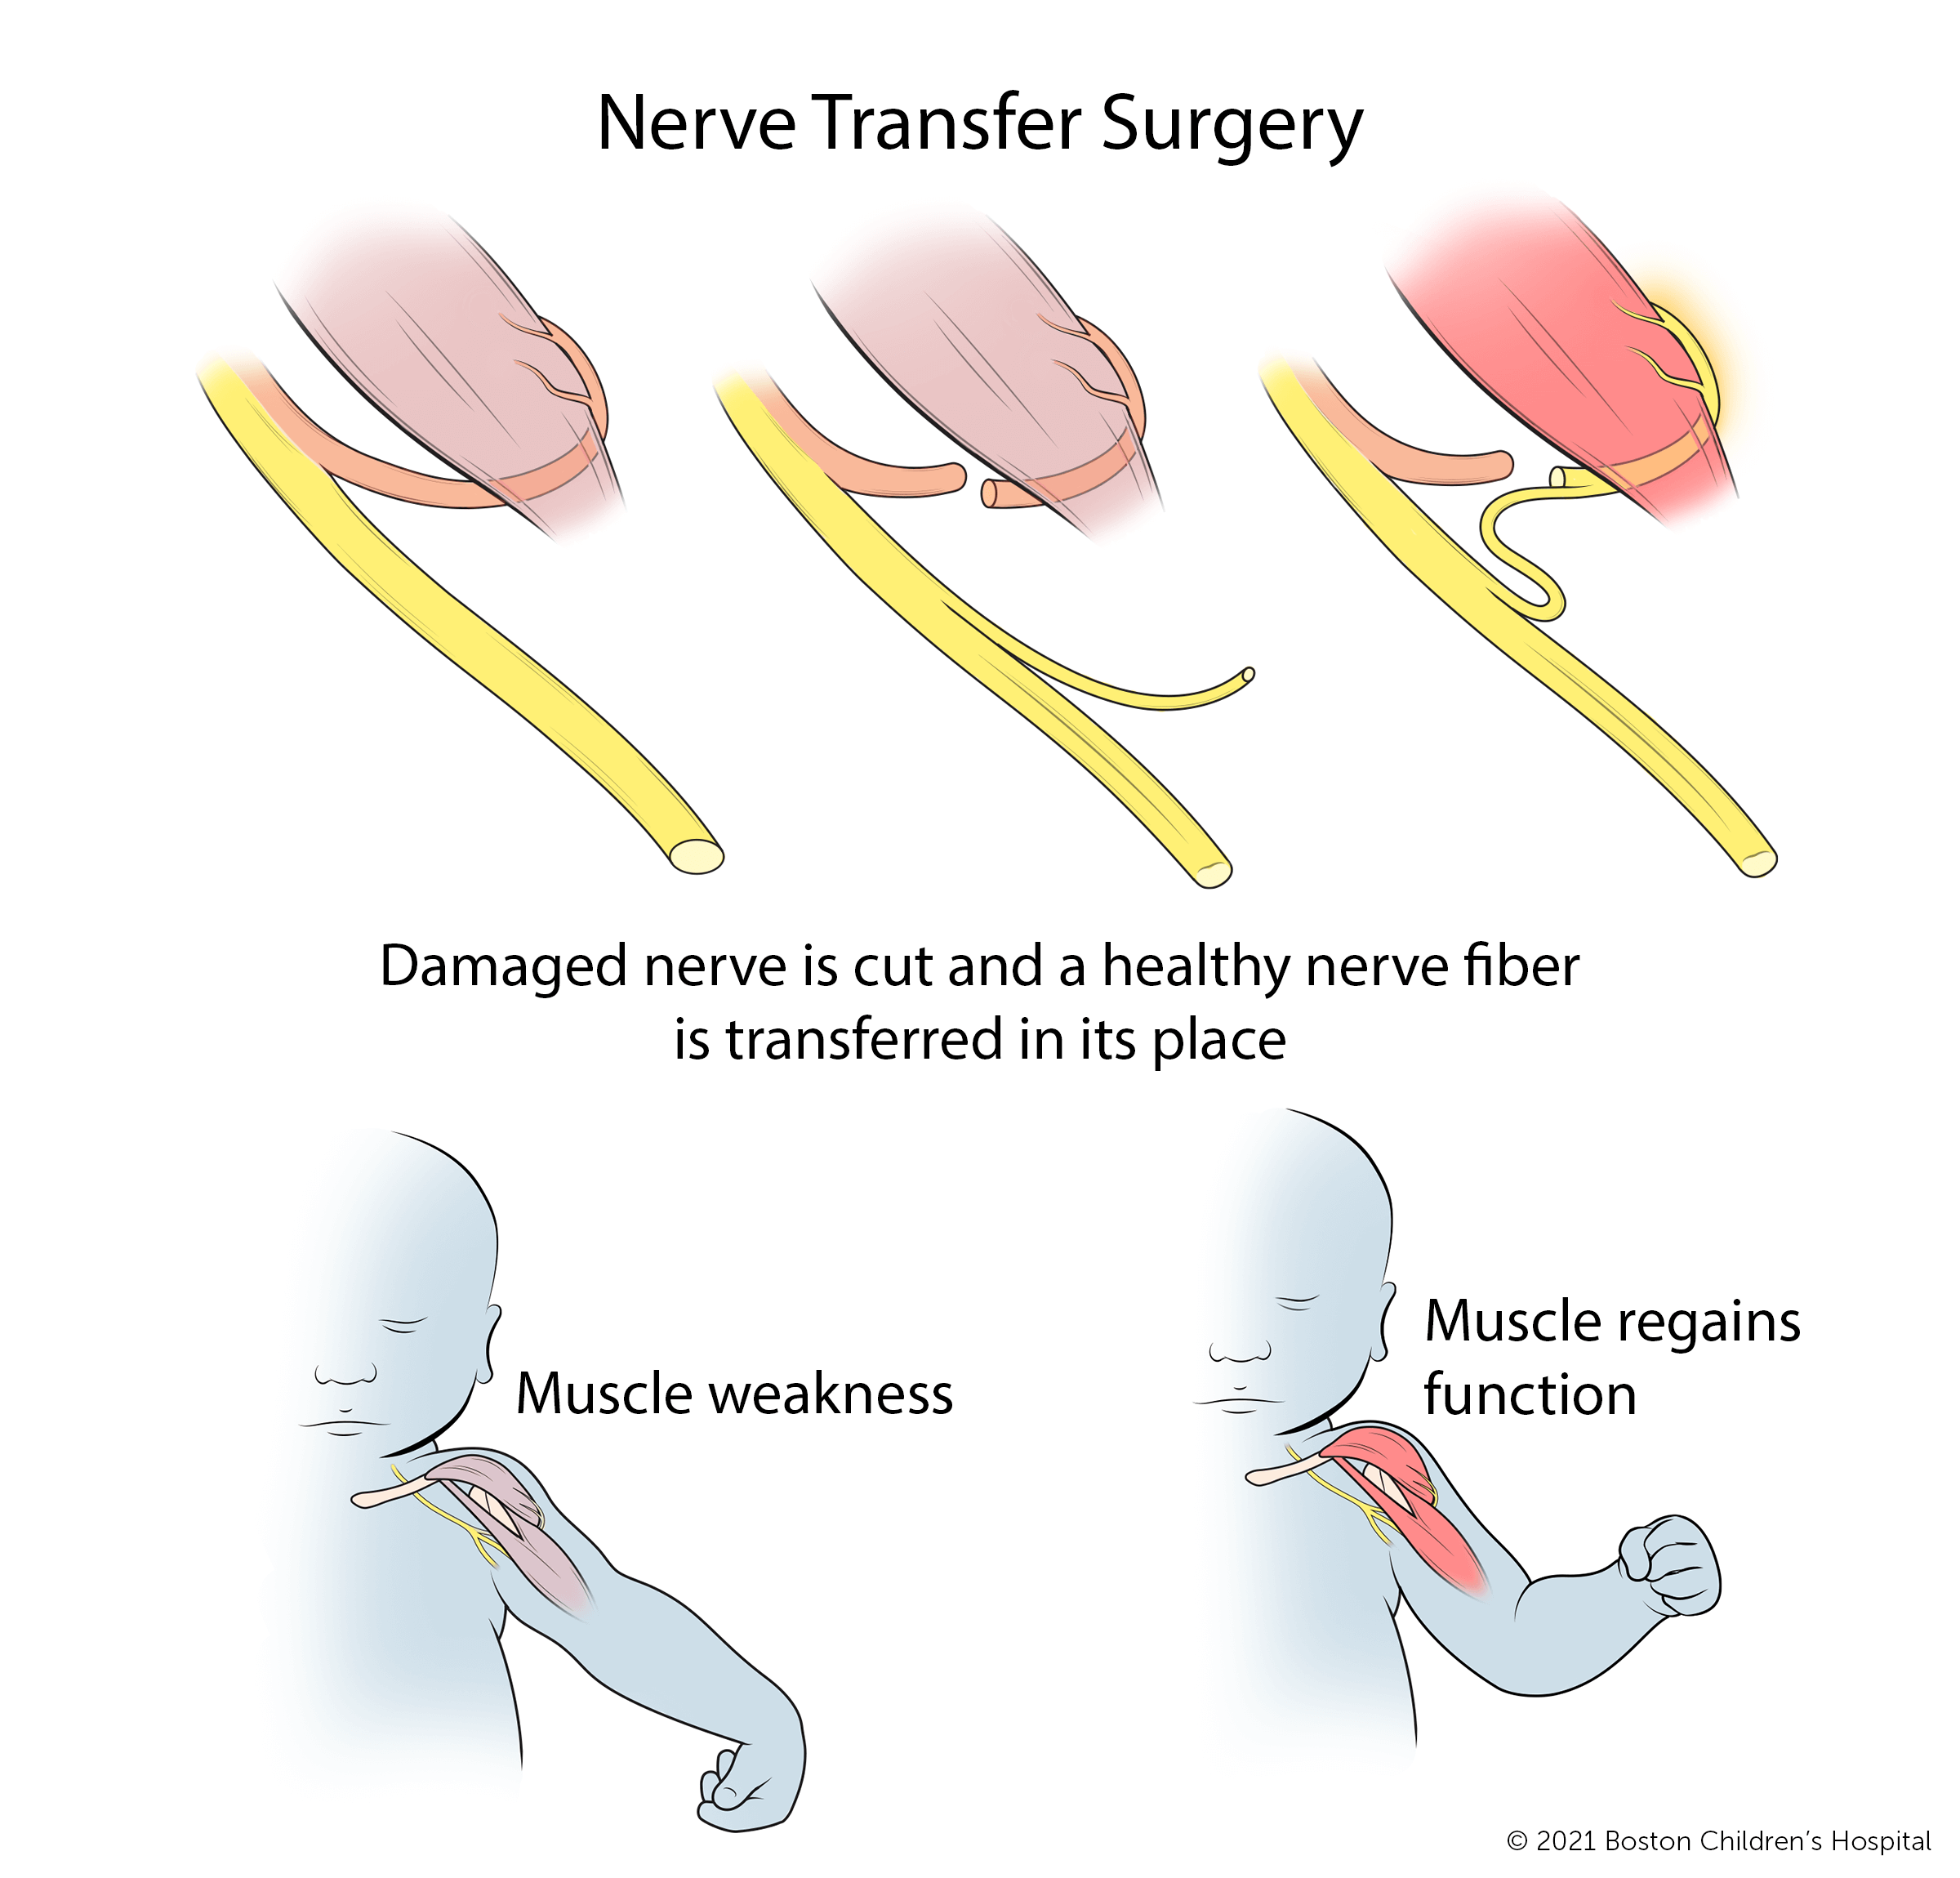 Nerve Transfer Surgery
Damaged nerve is cut and a healthy nerve fiber
is transferred in its place
Muscle weakness
Muscle regains
function
© 2021 Boston Children’s Hospital